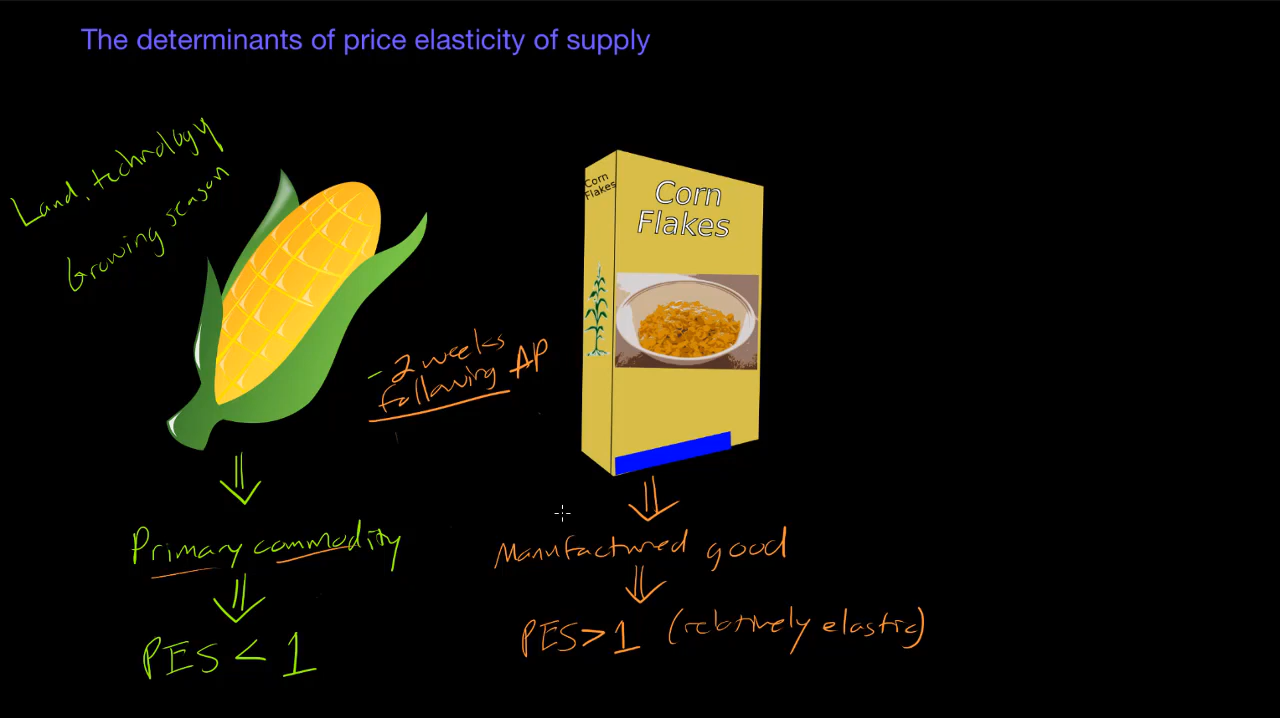 The determinants of price elasticity of supply
Land, technology
Growing season
Corn
Flakes
Corn
Flakes
- 2 weeks
following ΔP
Primary commodity
Manufactured good
PES < 1
PES > 1 (relatively elastic)